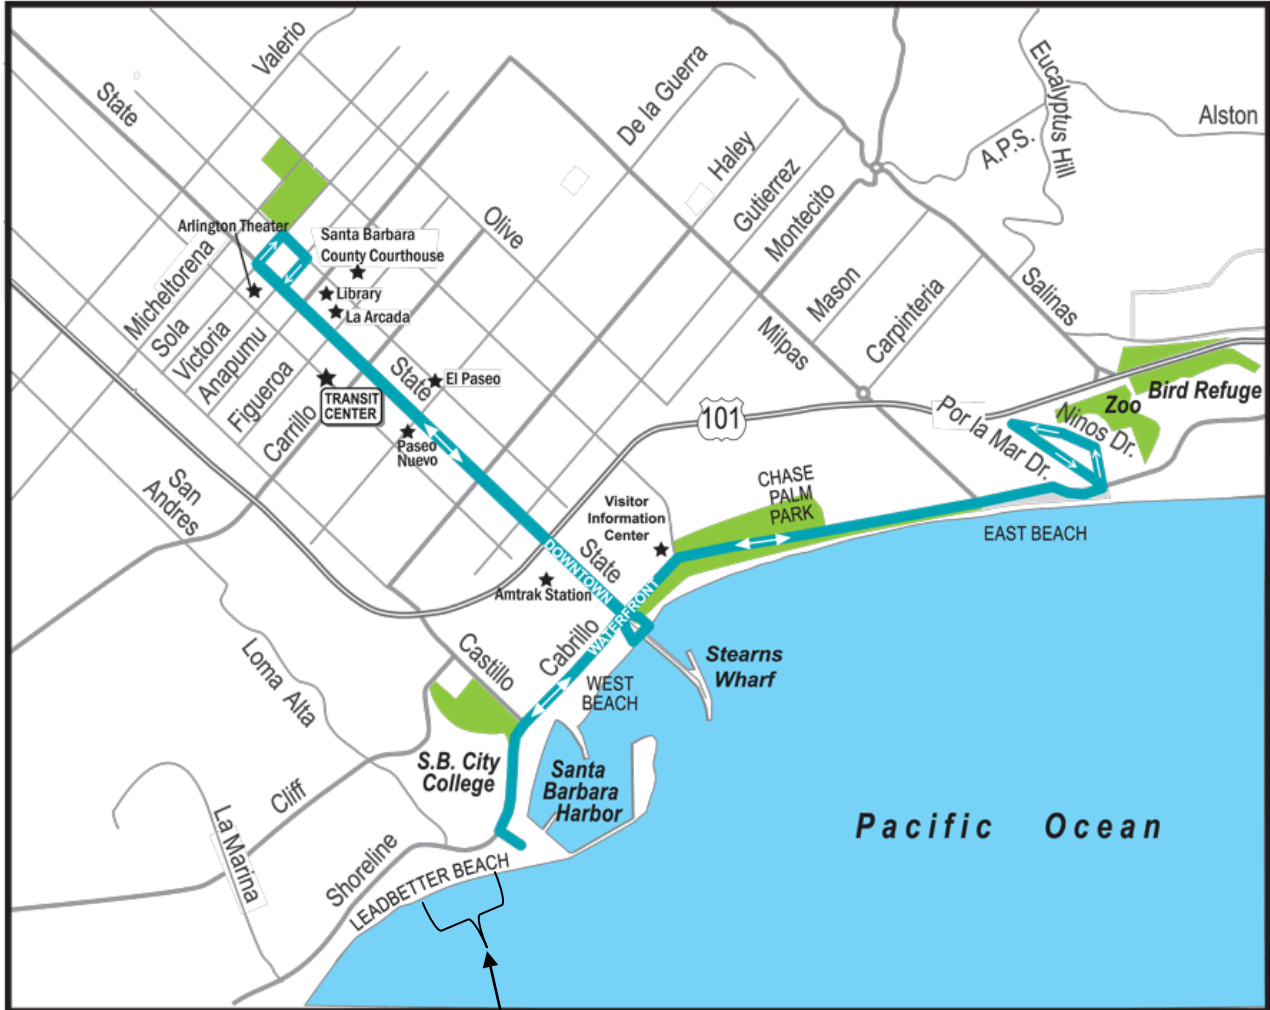 Valerio
State
De la Guerra
Eucalyptus Hill
Alston
A.P.S.
Haley
Gutierrez
Montecito
Olive
Arlington Theater
Santa Barbara
County Courthouse
Micheltorena
Sola
Victoria
Anapumu
Figueroa
Carrillo
Library
La Arcada
Mason
Carpinteria
Salinas
Milpas
State
El Paseo
TRANSIT
CENTER
Paseo
Nuevo
101
Por la Mar Dr.
Ninos Dr.
Zoo
Bird Refuge
San
Andres
CHASE
PALM
PARK
Visitor
Information
Center
EAST BEACH
State
DOWNTOWN
Amtrak Station
WATERFRONT
Cabrillo
Castillo
Loma Alta
Stearns
Wharf
WEST
BEACH
S.B. City
College
Santa
Barbara
Harbor
Cliff
La Marina
Shoreline
LEADBETTER BEACH
Pacific Ocean